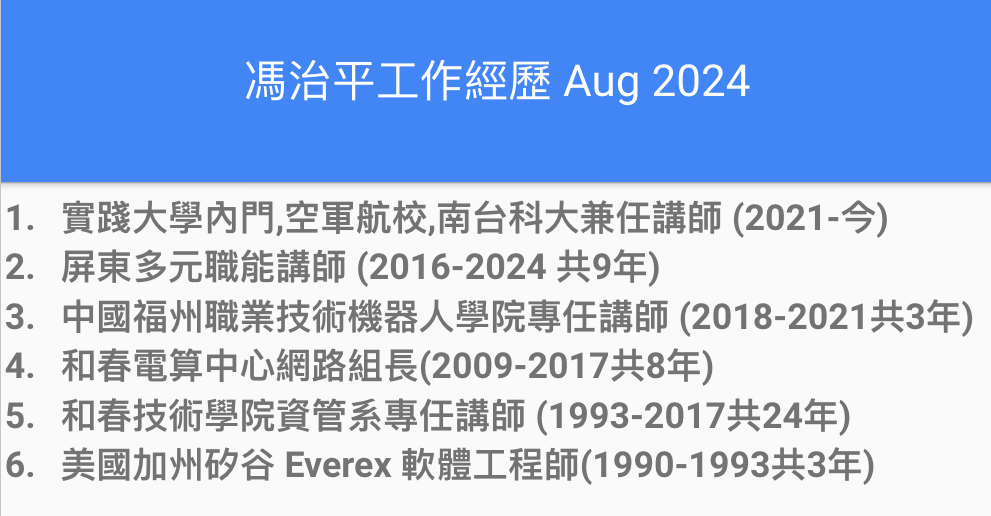 馮治平工作經歷 Aug 2024
1. 實踐大學內門,空軍航校,南台科大兼任講師 (2021-今)
2. 屏東多元職能講師 (2016-2024 共9年)
3. 中國福州職業技術機器人學院專任講師 (2018-2021共3年)
4. 和春電算中心網路組長(2009-2017共8年)
5. 和春技術學院資管系專任講師 (1993-2017共24年)
6. 美國加州矽谷 Everex 軟體工程師(1990-1993共3年)